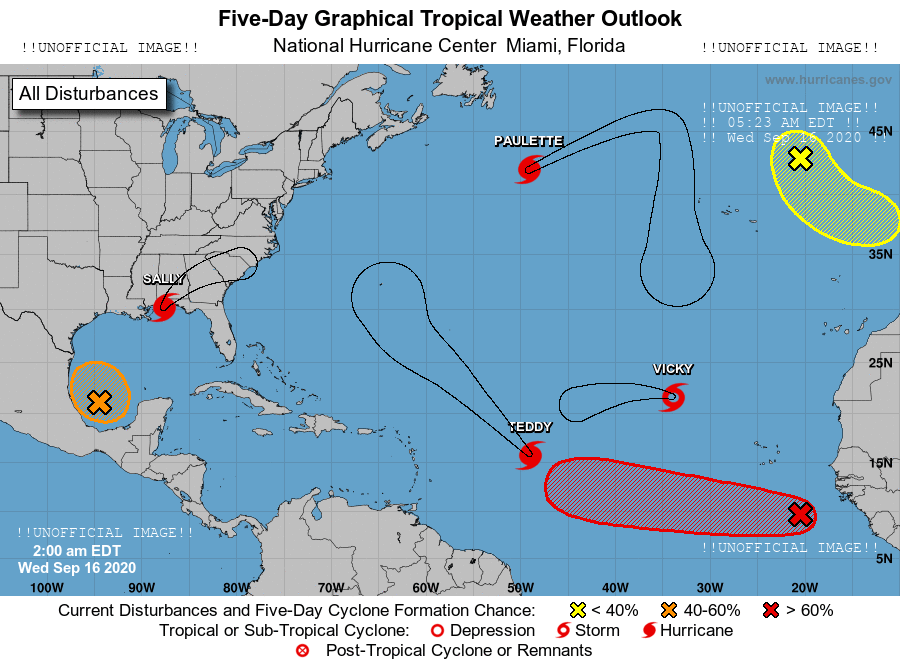 Five-Day Graphical Tropical Weather Outlook
!!UNOFFICIAL IMAGE!!
National Hurricane Center Miami, Florida
!!UNOFFICIAL IMAGE!!
All Disturbances
www.hurricanes.gov
!!UNOFFICIAL IMAGE!!
!! 05:23 AM EDT !!
!! Wed Sep 16 2020 !!
45N
PAULETTE
35N
SALLY
25N
VICKY
TEDDY
15N
!!UNOFFICIAL IMAGE!!
2:00 am EDT
Wed Sep 16 2020
!!UNOFFICIAL IMAGE!!
5N
100W 90W 80W 70W 60W 50W 40W 30W 20W
Current Disturbances and Five-Day Cyclone Formation Chance: < 40% 40-60% > 60%
Tropical or Sub-Tropical Cyclone: Depression Storm Hurricane
Post-Tropical Cyclone or Remnants